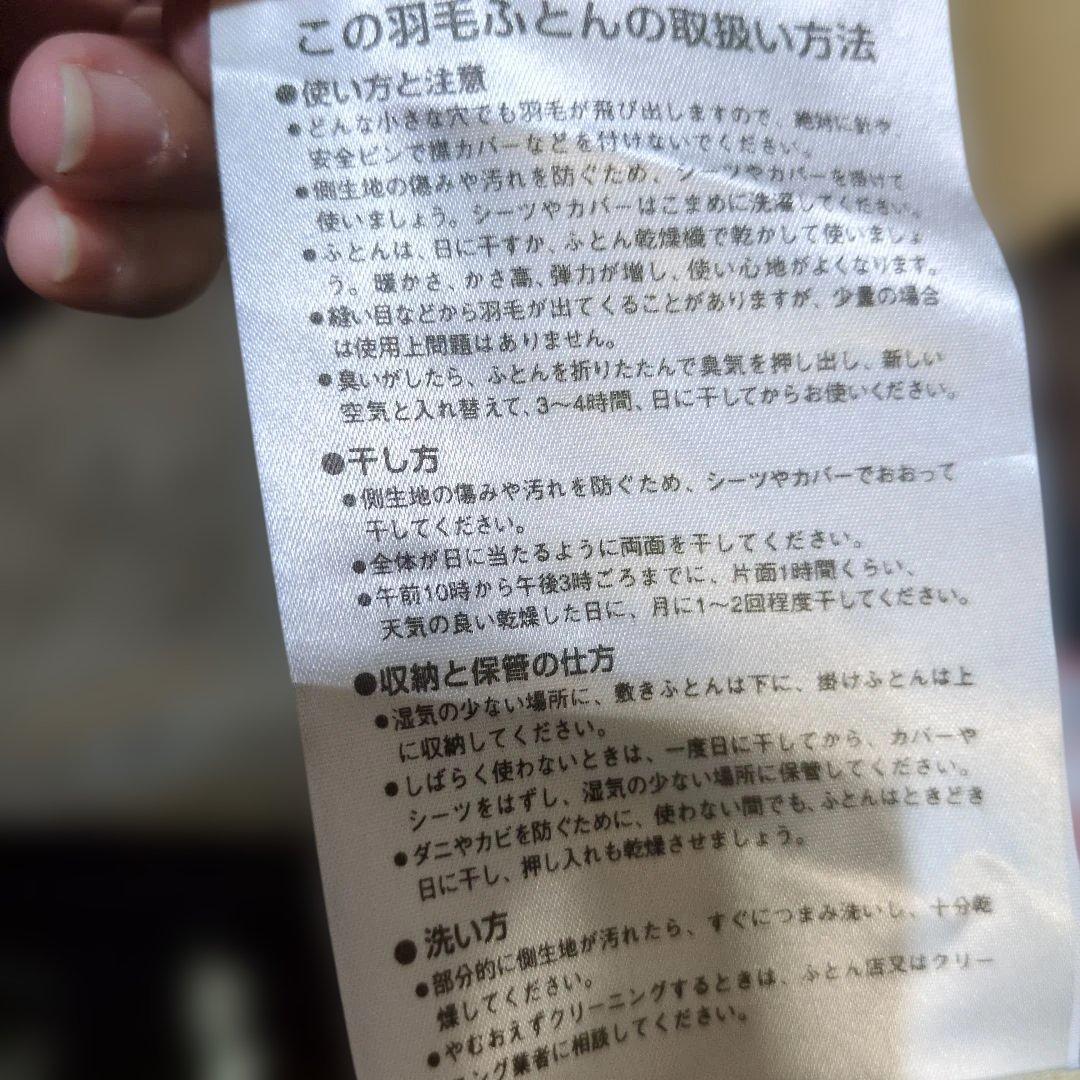 この羽毛ふとんの取扱い方法
●使い方と注意
●どんな小さな穴でも羽毛が飛び出しますので、絶対に針や、
安全ピンで襟カバーなどを付けないでください。
●側生地の傷みや汚れを防ぐため、シーツやカバーを掛けて
使いましょう。シーツやカバーはこまめに洗濯してください。
●ふとんは、日に干すか、ふとん乾燥機で乾かして使いましょ
う。暖かさ、かさ高、弾力が増し、使い心地がよくなります。
●縫い目などから羽毛が出てくることがありますが、少量の場合
は使用上問題はありません。
●臭いがしたら、ふとんを折りたたんで臭気を押し出し、新しい
空気と入れ替えて、3～4時間、日に干してからお使いください。
●干し方
●側生地の傷みや汚れを防ぐため、シーツやカバーでおおって
干してください。
●全体が日に当たるように両面を干してください。
●午前10時から午後3時ごろまでに、片面1時間くらい、
天気の良い乾燥した日に、月に1～2回程度干してください。
●収納と保管の仕方
●湿気の少ない場所に、敷きふとんは下に、掛けふとんは上
に収納してください。
●しばらく使わないときは、一度日に干してから、カバーや
シーツをはずし、湿気の少ない場所に保管してください。
●ダニやカビを防ぐために、使わない間でも、ふとんはときどき
日に干し、押し入れも乾燥させましょう。
●洗い方
●部分的に側生地が汚れたら、すぐにつまみ洗いし、十分乾
燥してください。
●やむおえずクリーニングするときは、ふとん店又はクリー
ニング業者に相談してください。